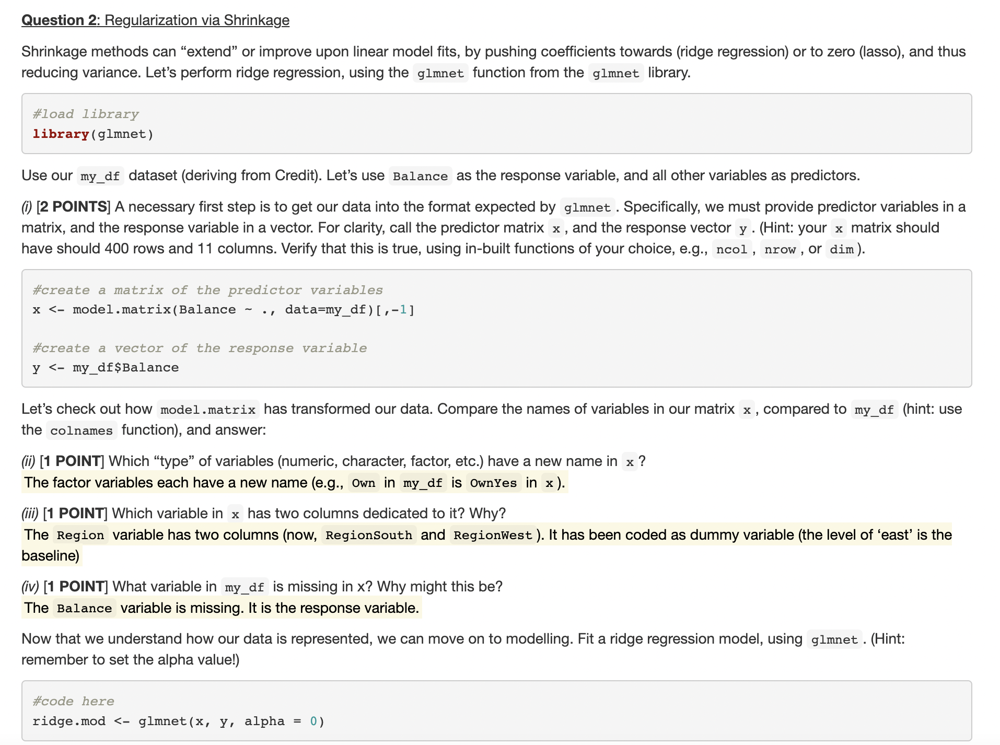 Question 2: Regularization via Shrinkage
Shrinkage methods can “extend” or improve upon linear model fits, by pushing coefficients towards (ridge regression) or to zero (lasso), and thus
reducing variance. Let’s perform ridge regression, using the glmnet function from the glmnet library.
#load library
library(glmnet)
Use our my_df dataset (deriving from Credit). Let’s use Balance as the response variable, and all other variables as predictors.
(i) [2 POINTS] A necessary first step is to get our data into the format expected by glmnet. Specifically, we must provide predictor variables in a
matrix, and the response variable in a vector. For clarity, call the predictor matrix x, and the response vector y. (Hint: your x matrix should
have should 400 rows and 11 columns. Verify that this is true, using in-built functions of your choice, e.g., ncol, nrow, or dim).
#create a matrix of the predictor variables
x <- model.matrix(Balance ~ ., data=my_df)[,-1]
#create a vector of the response variable
y <- my_df$Balance
Let’s check out how model.matrix has transformed our data. Compare the names of variables in our matrix x, compared to my_df (hint: use
the colnames function), and answer:
(ii) [1 POINT] Which “type” of variables (numeric, character, factor, etc.) have a new name in x?
The factor variables each have a new name (e.g., Own in my_df is OwnYes in x).
(iii) [1 POINT] Which variable in x has two columns dedicated to it? Why?
The Region variable has two columns (now, RegionSouth and RegionWest). It has been coded as dummy variable (the level of ‘east’ is the
baseline)
(iv) [1 POINT] What variable in my_df is missing in x? Why might this be?
The Balance variable is missing. It is the response variable.
Now that we understand how our data is represented, we can move on to modelling. Fit a ridge regression model, using glmnet. (Hint:
remember to set the alpha value!)
#code here
ridge.mod <- glmnet(x, y, alpha = 0)